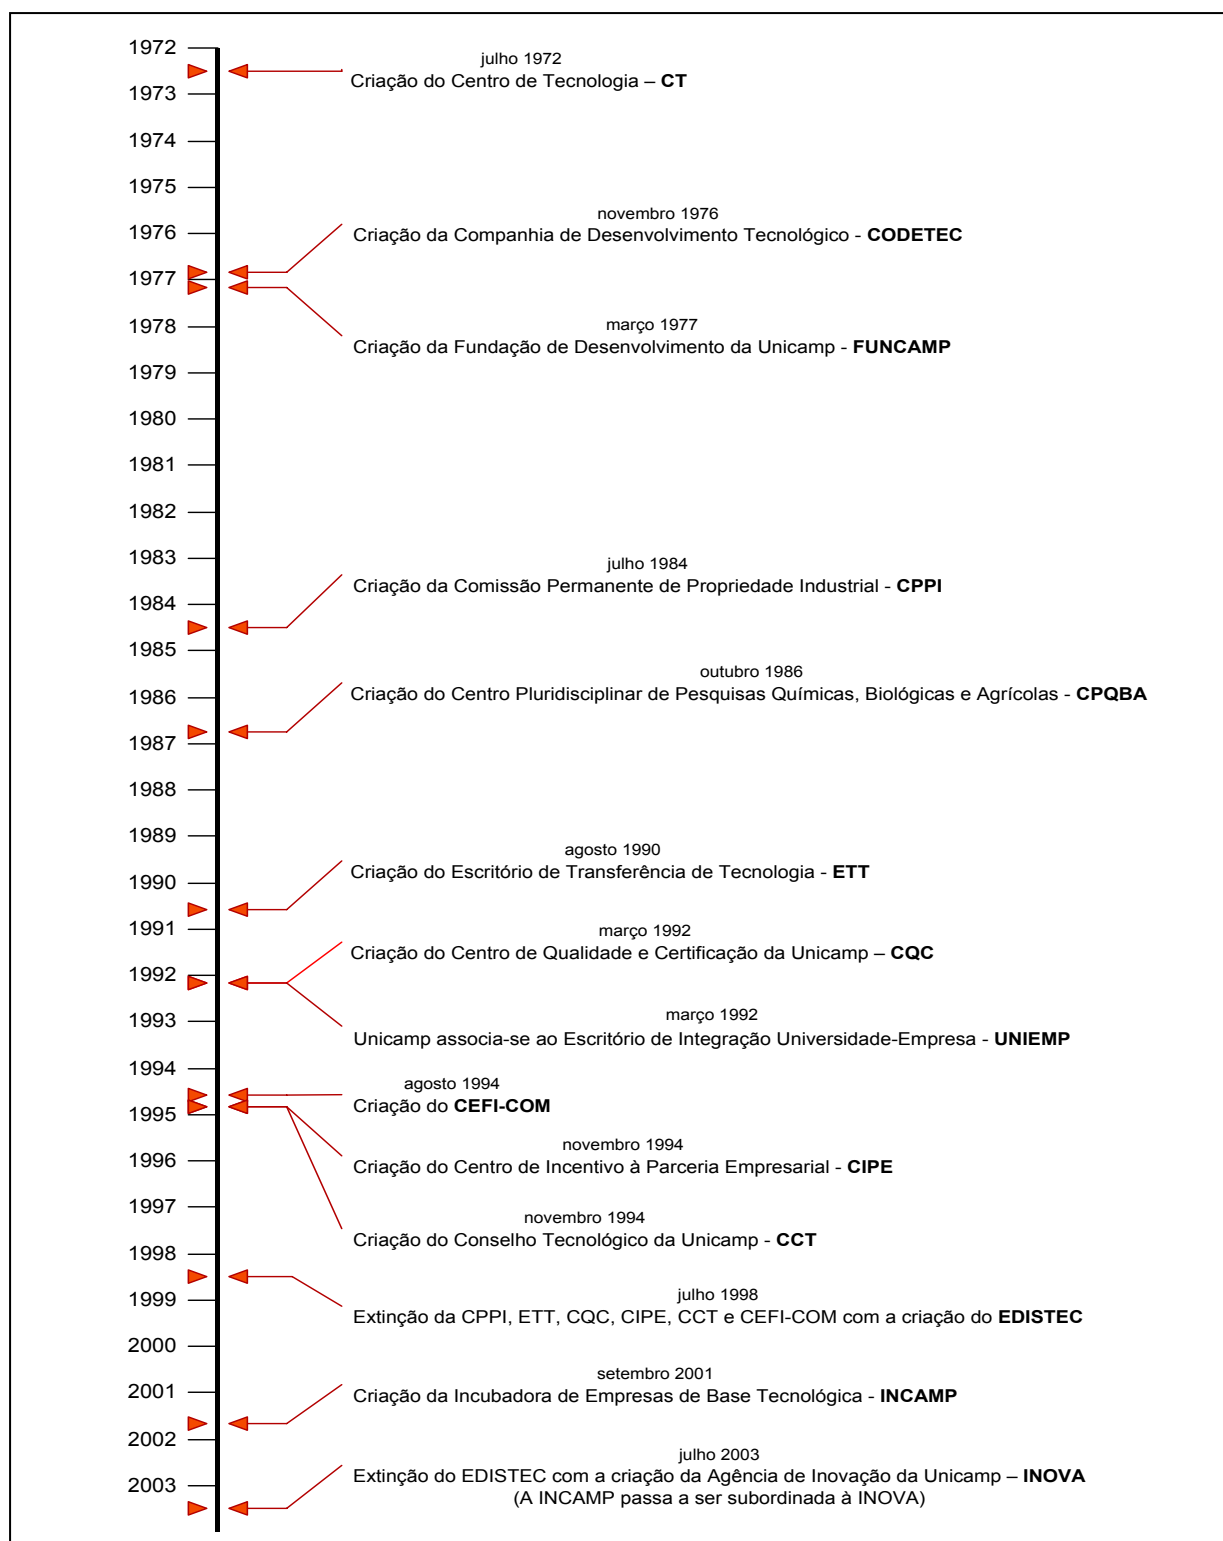 1972
julho 1972
Criação do Centro de Tecnologia – CT
1973
1974
1975
novembro 1976
1976
Criação da Companhia de Desenvolvimento Tecnológico - CODETEC
1977
março 1977
1978
Criação da Fundação de Desenvolvimento da Unicamp - FUNCAMP
1979
1980
1981
1982
1983
julho 1984
Criação da Comissão Permanente de Propriedade Industrial - CPPI
1984
1985
outubro 1986
1986
Criação do Centro Pluridisciplinar de Pesquisas Químicas, Biológicas e Agrícolas - CPQBA
1987
1988
1989
agosto 1990
Criação do Escritório de Transferência de Tecnologia - ETT
1990
1991
março 1992
Criação do Centro de Qualidade e Certificação da Unicamp – CQC
1992
março 1992
1993
Unicamp associa-se ao Escritório de Integração Universidade-Empresa - UNIEMP
1994
agosto 1994
Criação do CEFI-COM
1995
novembro 1994
1996
Criação do Centro de Incentivo à Parceria Empresarial - CIPE
1997
novembro 1994
Criação do Conselho Tecnológico da Unicamp - CCT
1998
julho 1998
1999
Extinção da CPPI, ETT, CQC, CIPE, CCT e CEFI-COM com a criação do EDISTEC
2000
setembro 2001
2001
Criação da Incubadora de Empresas de Base Tecnológica - INCAMP
2002
julho 2003
Extinção do EDISTEC com a criação da Agência de Inovação da Unicamp – INOVA
2003
(A INCAMP passa a ser subordinada à INOVA)